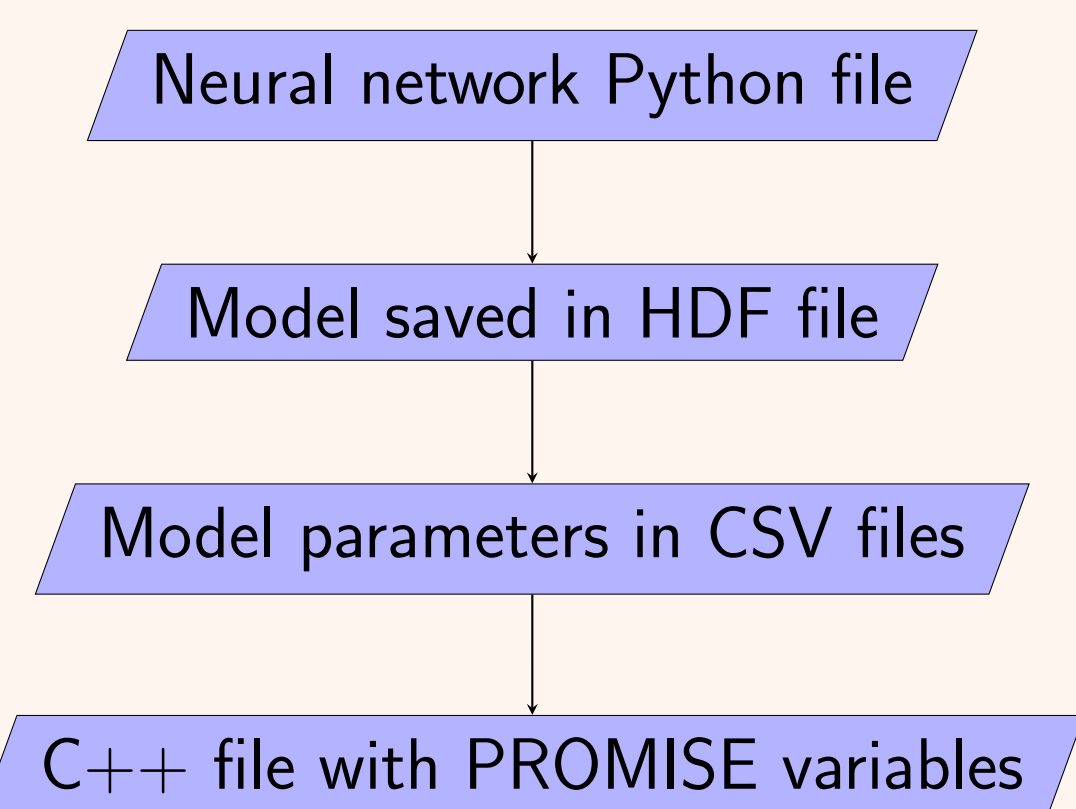 Neural network Python file
Model saved in HDF file
Model parameters in CSV files
C++ file with PROMISE variables